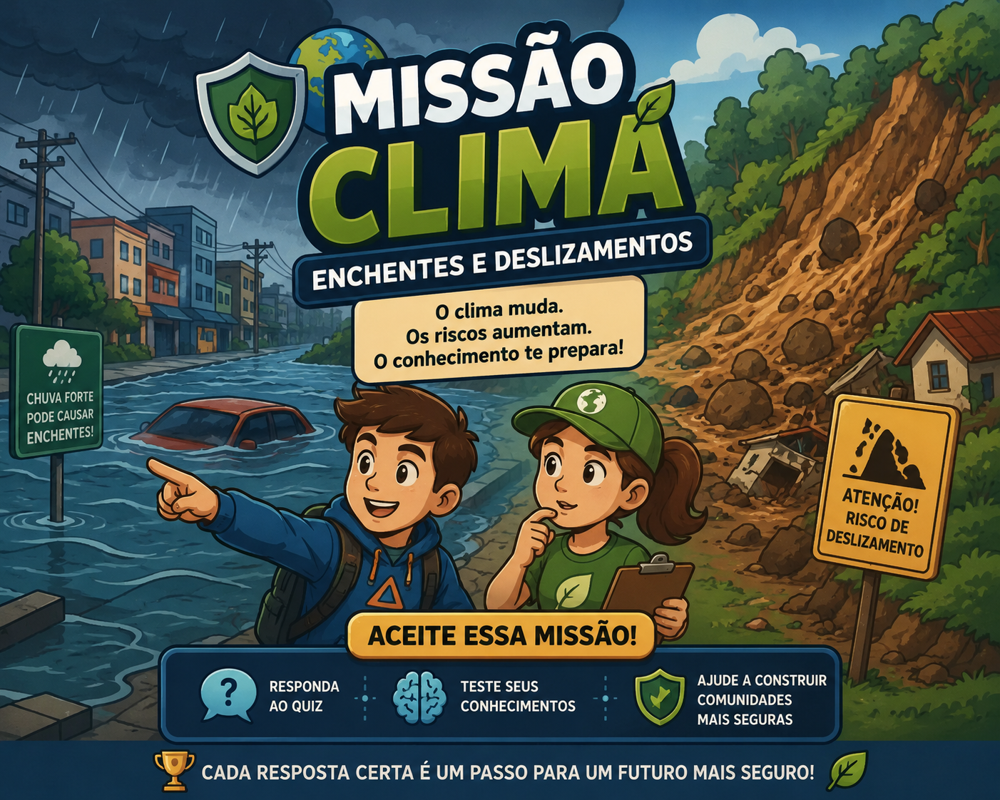 MISSÃO
CLIMA
ENCHENTES E DESLIZAMENTOS
O clima muda.
Os riscos aumentam.
O conhecimento te prepara!
CHUVA FORTE
PODE CAUSAR
ENCHENTES!
ATENÇÃO!
RISCO DE
DESLIZAMENTO
ACEITE ESSA MISSÃO!
?
RESPONDA
AO QUIZ
TESTE SEUS
CONHECIMENTOS
AJUDE A CONSTRUIR
COMUNIDADES
MAIS SEGURAS
CADA RESPOSTA CERTA É UM PASSO PARA UM FUTURO MAIS SEGURO!